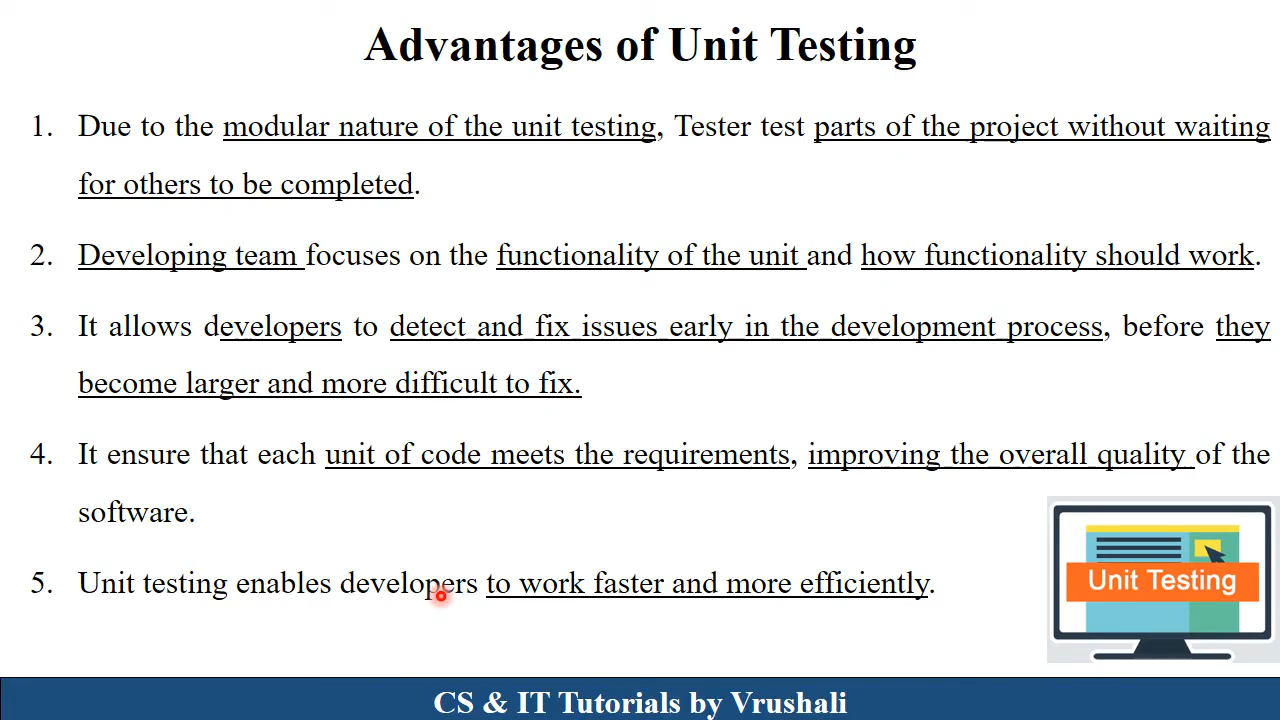 Advantages of Unit Testing
1. Due to the modular nature of the unit testing, Tester test parts of the project without waiting
for others to be completed.
2. Developing team focuses on the functionality of the unit and how functionality should work.
3. It allows developers to detect and fix issues early in the development process, before they
become larger and more difficult to fix.
4. It ensure that each unit of code meets the requirements, improving the overall quality of the
software.
5. Unit testing enables developers to work faster and more efficiently.
Unit Testing
CS & IT Tutorials by Vrushali